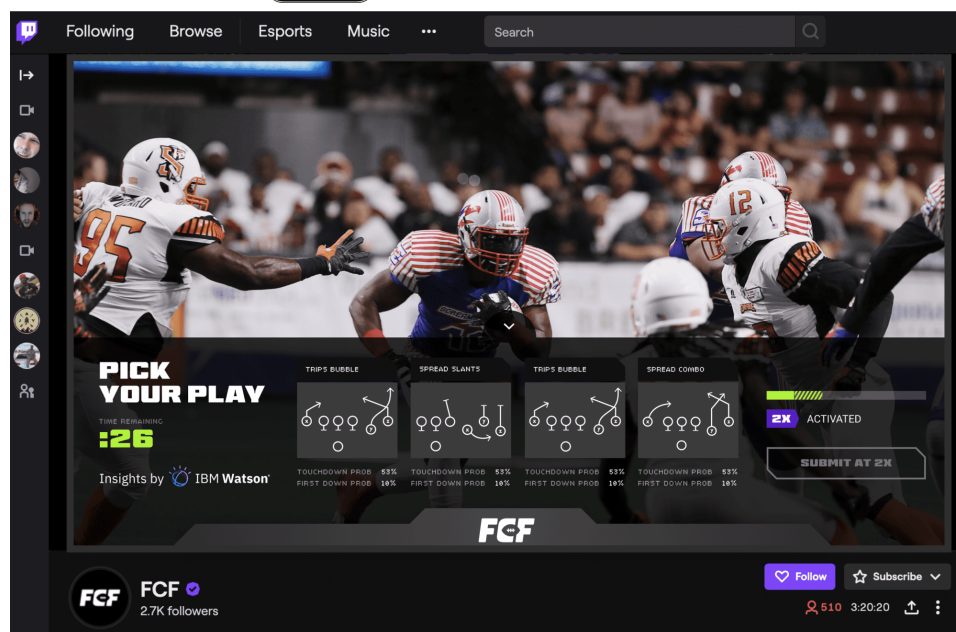 Following Browse Esports Music
Search
95
12
PICK
YOUR PLAY
TIME REMAINING
:26
Insights by IBM Watson
TRIPS BUBBLE
TOUCHDOWN PROB 53%
FIRST DOWN PROB 10%
SPREAD SLANTS
TOUCHDOWN PROB 53%
FIRST DOWN PROB 10%
TRIPS BUBBLE
TOUCHDOWN PROB 53%
FIRST DOWN PROB 10%
SPREAD COMBO
TOUCHDOWN PROB 53%
FIRST DOWN PROB 10%
2X ACTIVATED
SUBMIT AT 2X
FCF
FCF
FCF
2.7K followers
Follow
Subscribe
510 3:20:20